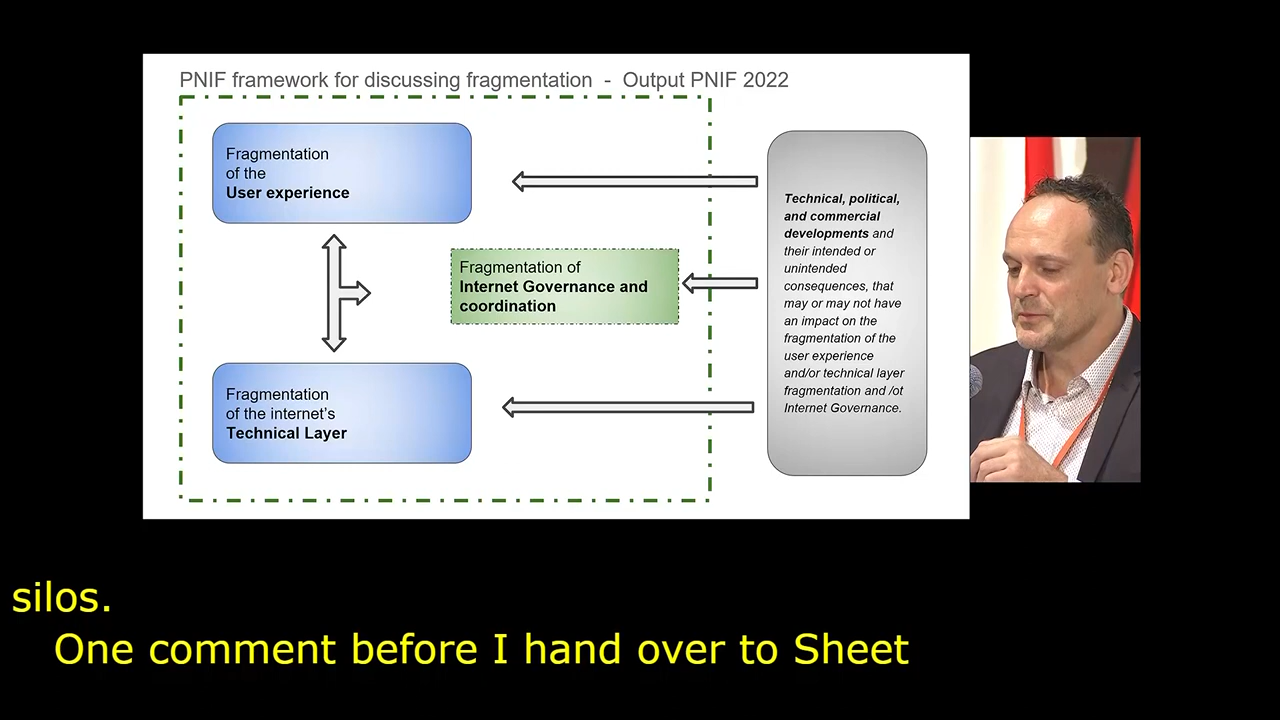 PNIF framework for discussing fragmentation - Output PNIF 2022
Fragmentation
of the
User experience
Fragmentation of
Internet Governance and
coordination
Fragmentation
of the internet's
Technical Layer
Technical, political,
and commercial
developments and
their intended or
unintended
consequences, that
may or may not have
an impact on the
fragmentation of the
user experience
and/or technical layer
fragmentation and /ot
Internet Governance.
silos.
One comment before I hand over to Sheet